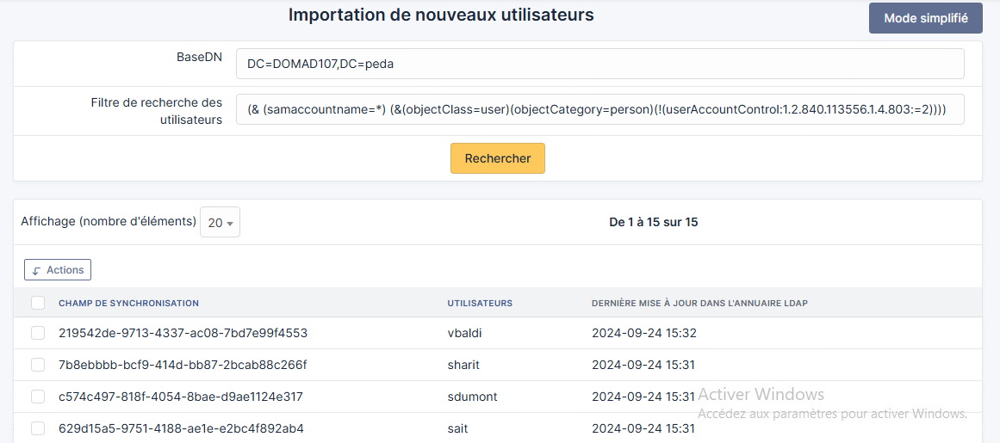 Importation de nouveaux utilisateurs
Mode simplifié
BaseDN
DC=DOMAD107,DC=peda
Filtre de recherche des
utilisateurs
(& (samaccountname=*) (&(objectClass=user)(objectCategory=person)(!(userAccountControl:1.2.840.113556.1.4.803:=2))))
Rechercher
Affichage (nombre d'éléments) 20
De 1 à 15 sur 15
Actions
CHAMP DE SYNCHRONISATION UTILISATEURS DERNIÈRE MISE À JOUR DANS L'ANNUAIRE LDAP
219542de-9713-4337-ac08-7bd7e99f4553 vbaldi 2024-09-24 15:32
7b8ebbbb-bcf9-414d-bb87-2bcab88c266f sharit 2024-09-24 15:31
c574c497-818f-4054-8bae-d9ae1124e317 sdumont 2024-09-24 15:31
Activer Windows
Accédez aux paramètres pour activer Windows.
629d15a5-9751-4188-ae1e-e2bc4f892ab4 sait 2024-09-24 15:31